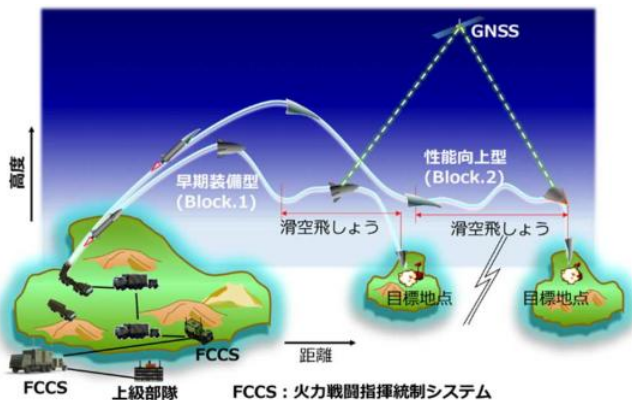 GNSS
高度
早期装備型
(Block.1)
性能向上型
(Block.2)
滑空飛しょう
滑空飛しょう
目標地点
目標地点
距離
FCCS
FCCS
上級部隊
FCCS：火力戦闘指揮統制システム